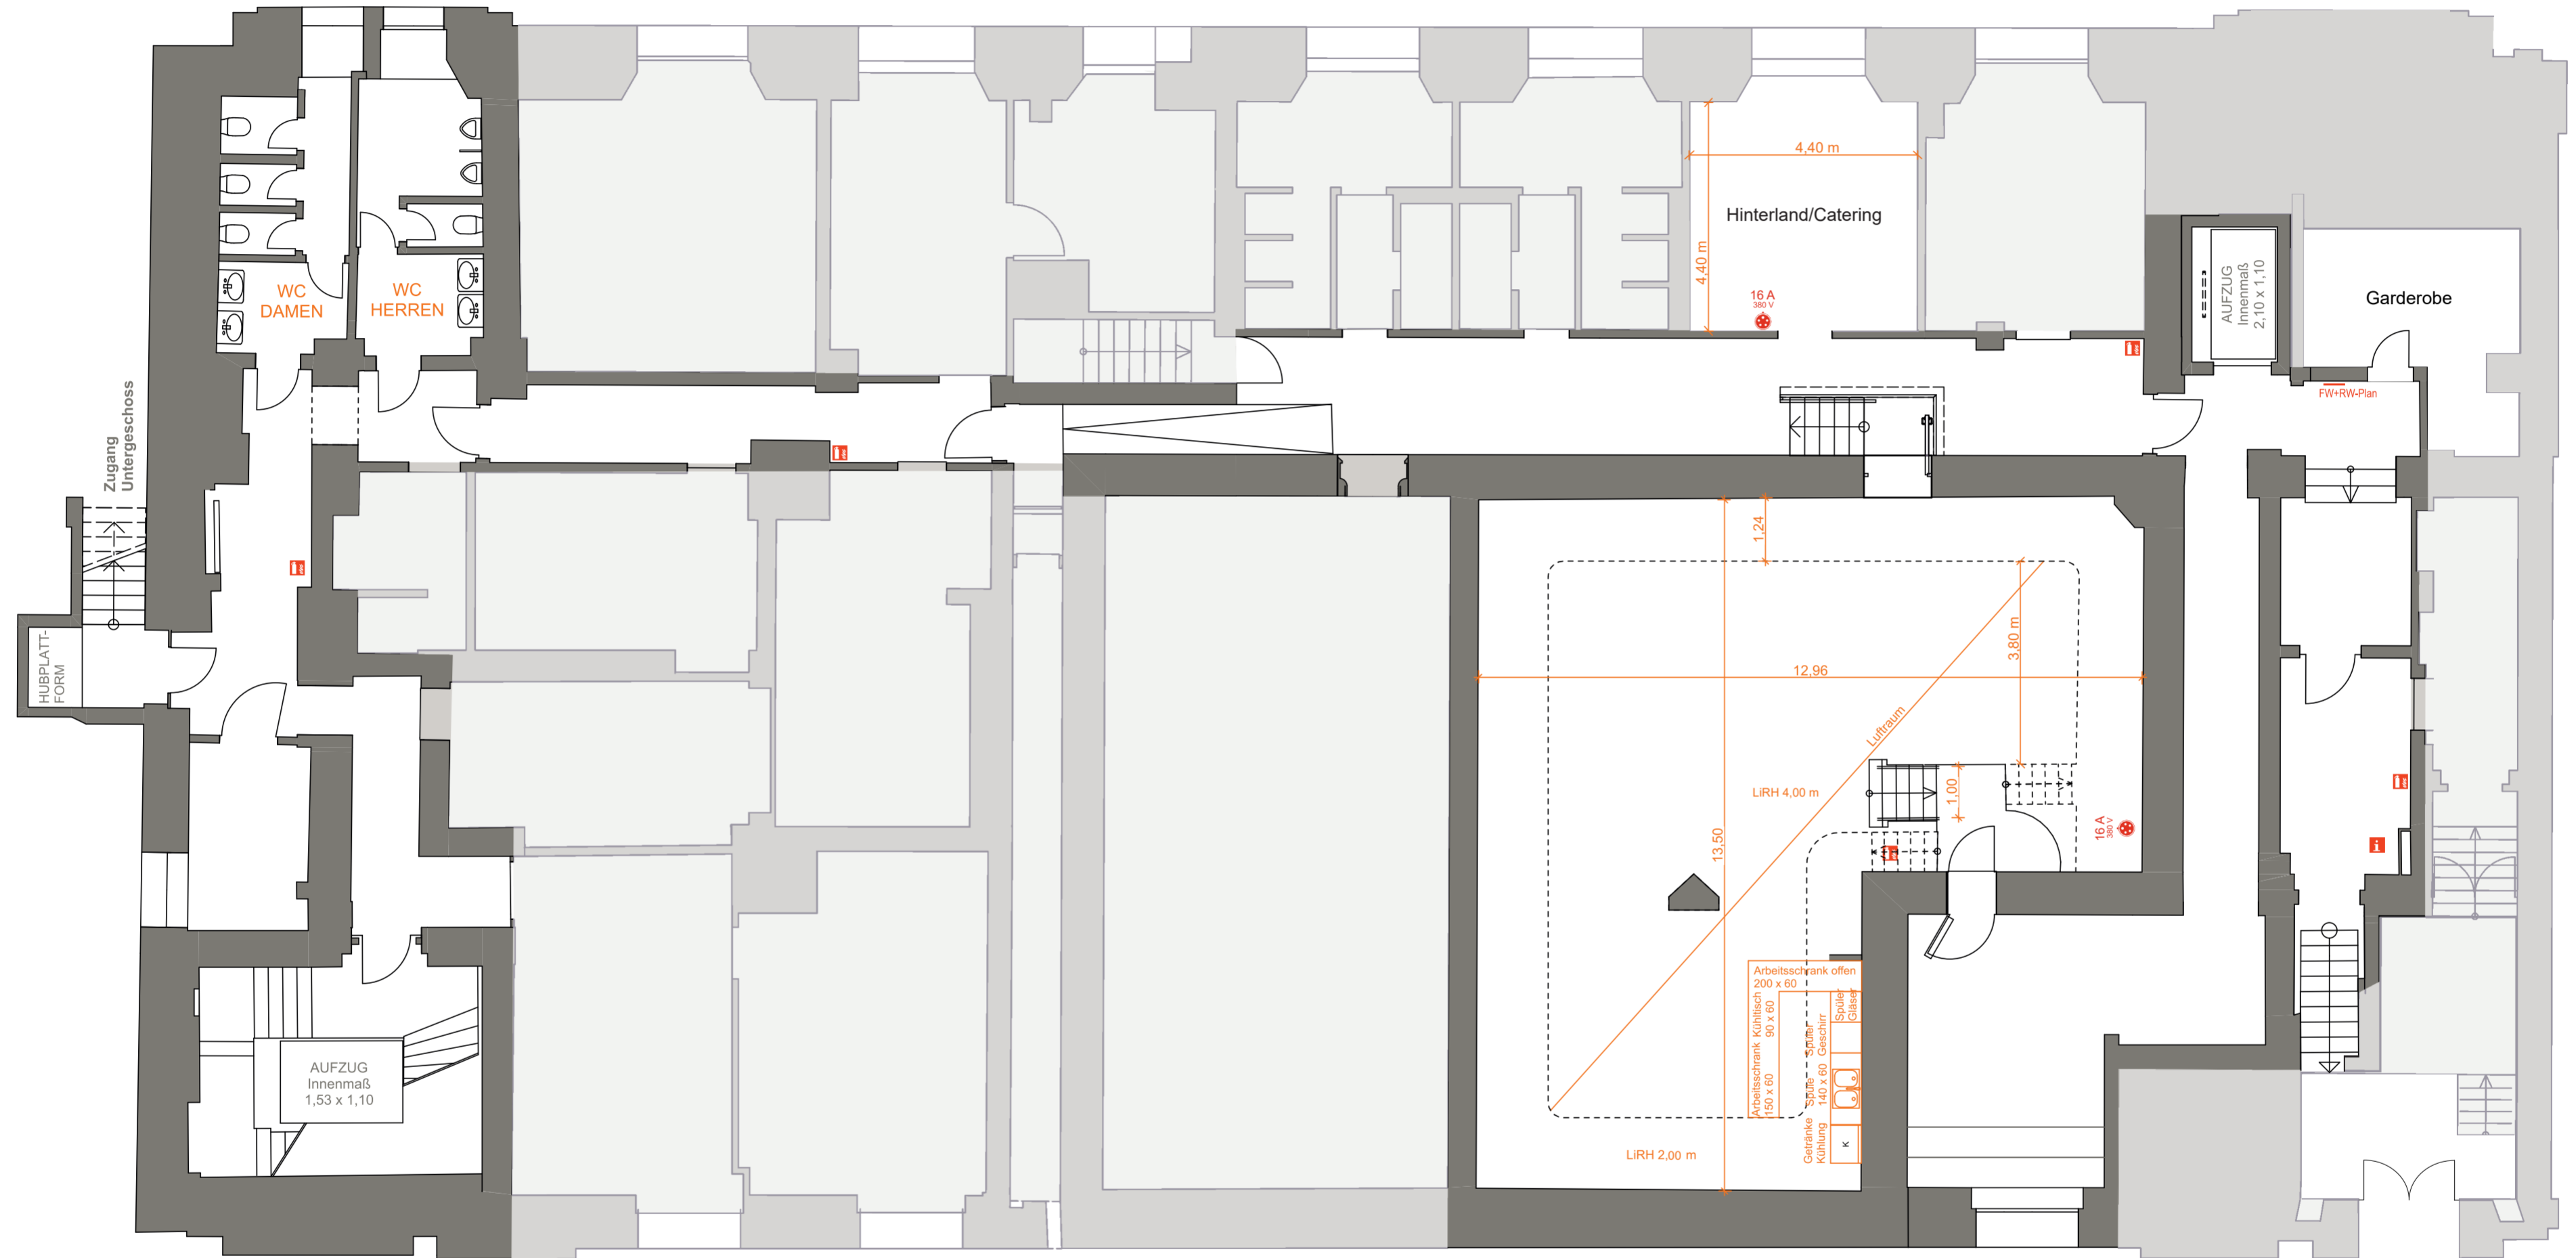 WC
DAMEN
WC
HERREN
4,40 m
4,40 m
Hinterland/Catering
16 A
380 V
AUFZUG
Innenmaß
2,10 x 1,10
Garderobe
FW+RW-Plan
Zugang
Untergeschoss
HUBPLATT-
FORM
1,24
3,80 m
12,96
Luftraum
LiRH 4,00 m
1,00
16 A
380 V
13,50
Arbeitsschrank offen
200 x 60
Kühltisch
90 x 60
Arbeitsschrank
150 x 60
Spüler
Gläser
Spüler
Geschirr
Spüle
140 x 60
Getränke
Kühlung
K
LiRH 2,00 m
AUFZUG
Innenmaß
1,53 x 1,10
i